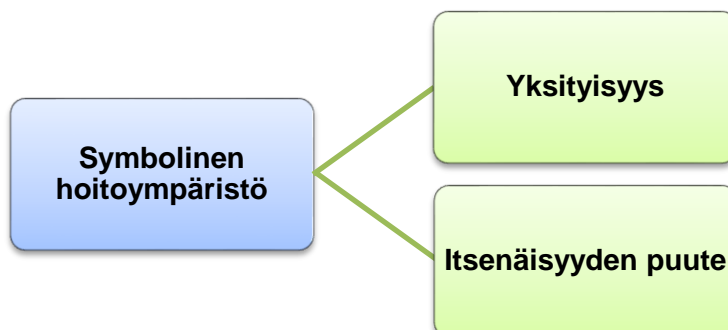 Symbolinen
hoitoympäristö
Yksityisyys
Itsenäisyyden puute